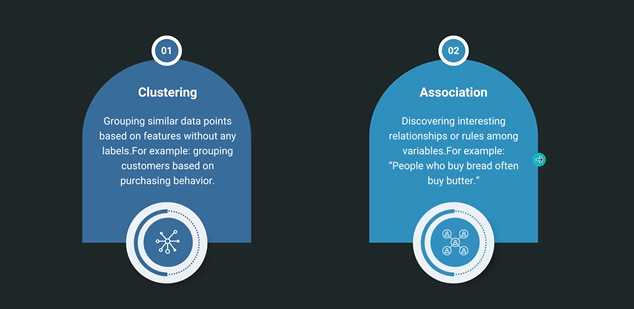 01
Clustering
Grouping similar data points
based on features without any
labels.For example: grouping
customers based on
purchasing behavior.
02
Association
Discovering interesting
relationships or rules among
variables.For example:
“People who buy bread often
buy butter.”